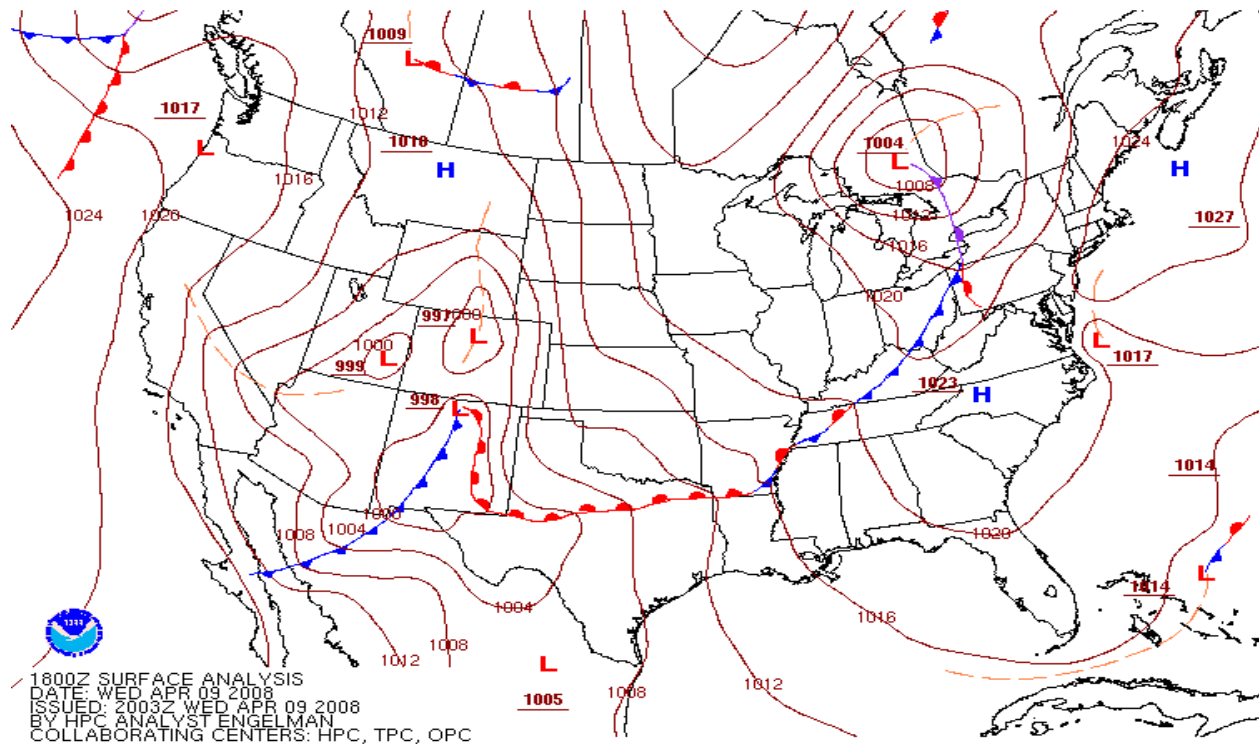 1009
L
1017
L
1012
1010
H
1016
1024
1020
1004
L
1008
1012
1016
1024
H
1027
1020
997
1000
L
1000
L
999
L
1017
998
L
1023
H
1014
1000
1004
1008
1020
1014
L
1004
1016
1008
1012
L
1005
1008
1012
1800Z SURFACE ANALYSIS
DATE: WED APR 09 2008
ISSUED: 2003Z WED APR 09 2008
BY HPC ANALYST ENGELMAN
COLLABORATING CENTERS: HPC, TPC, OPC